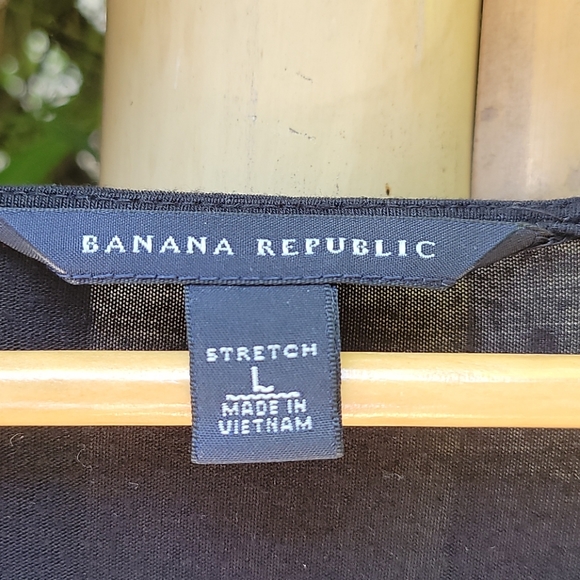 BANANA REPUBLIC
STRETCH
L
MADE IN
VIETNAM